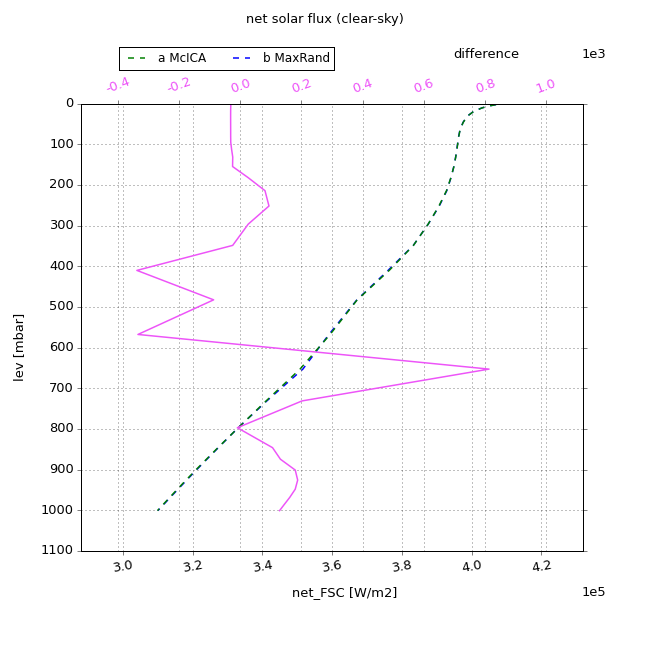 net solar flux (clear-sky)
a McICA b MaxRand
difference 1e3
-0.4 -0.2 0.0 0.2 0.4 0.6 0.8 1.0
0
100
200
300
400
500
600
700
800
900
1000
1100
lev [mbar]
3.0 3.2 3.4 3.6 3.8 4.0 4.2
net_FSC [W/m2] 1e5